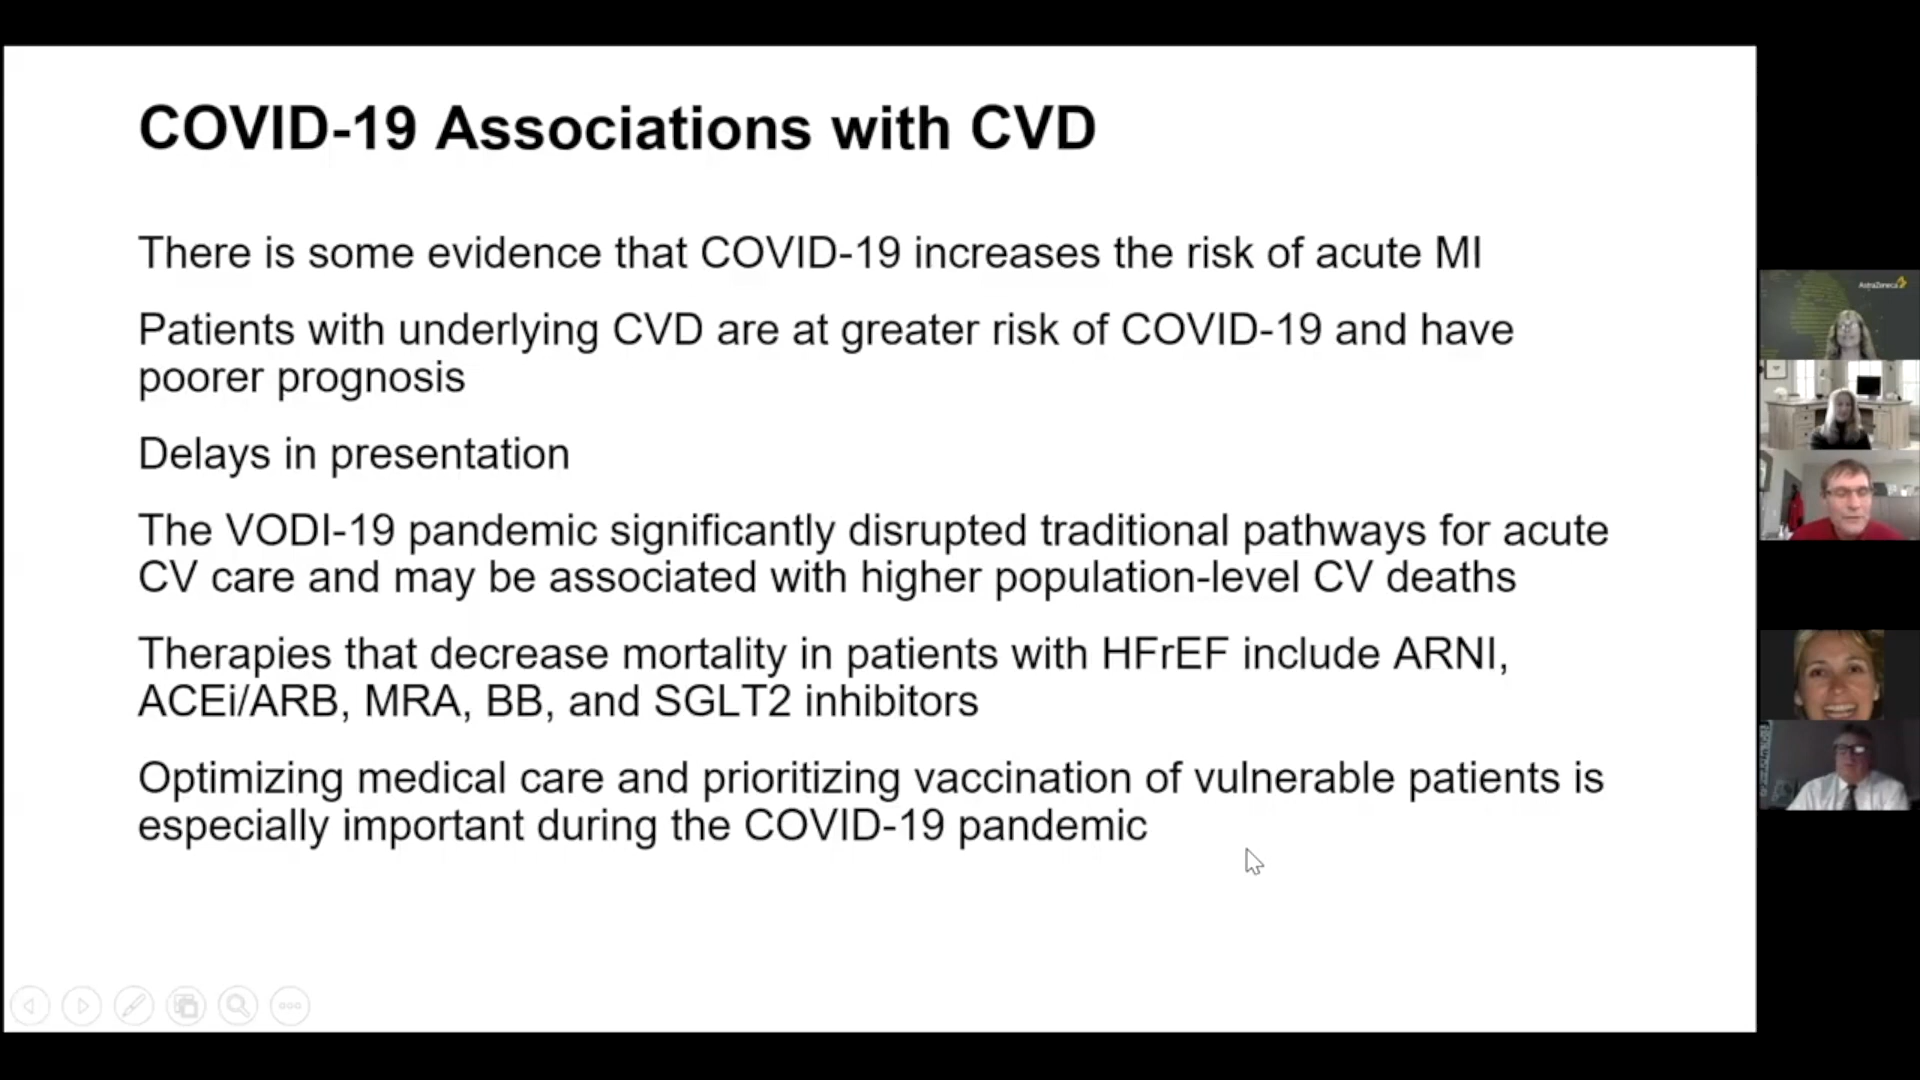 COVID-19 Associations with CVD
There is some evidence that COVID-19 increases the risk of acute MI
Patients with underlying CVD are at greater risk of COVID-19 and have
poorer prognosis
Delays in presentation
The VODI-19 pandemic significantly disrupted traditional pathways for acute
CV care and may be associated with higher population-level CV deaths
Therapies that decrease mortality in patients with HFrEF include ARNI,
ACEi/ARB, MRA, BB, and SGLT2 inhibitors
Optimizing medical care and prioritizing vaccination of vulnerable patients is
especially important during the COVID-19 pandemic
AstraZeneca